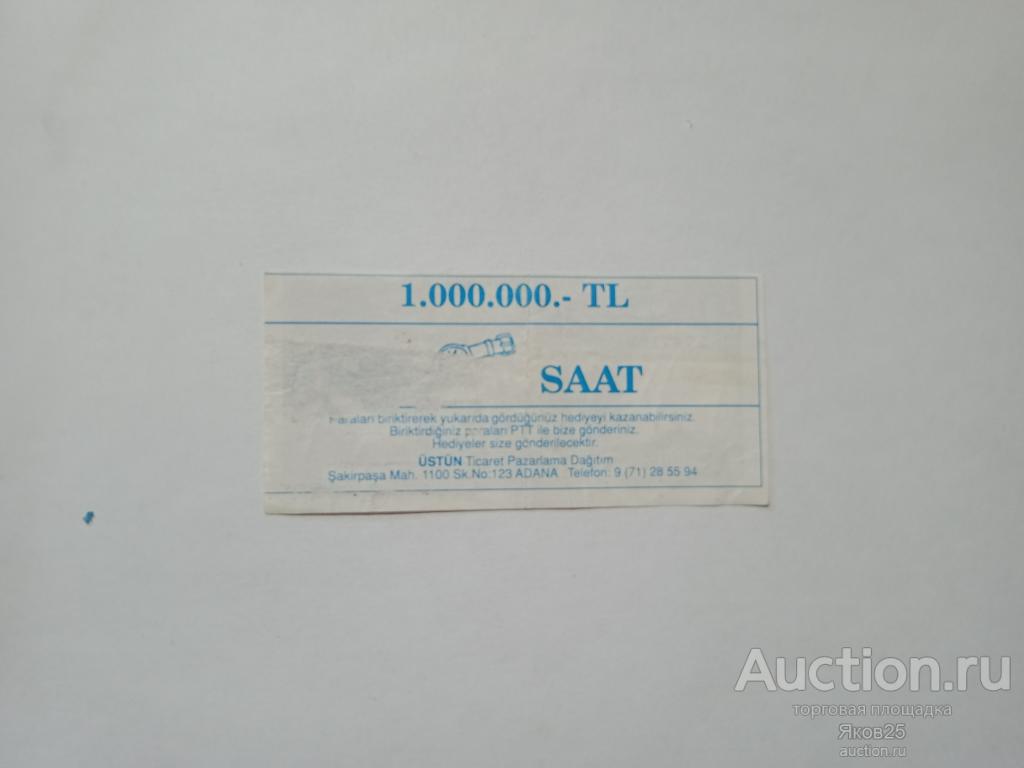 1.000.000.- TL
SAAT
Paraları biriktirerek yukarıda gördüğünüz hediyeyi kazanabilirsiniz.
Biriktirdiğiniz paraları PTT ile bize gönderiniz.
Hediyeler size gönderilecektir.
ÜSTÜN Ticaret Pazarlama Dağıtım
Şakirpaşa Mah. 1100 Sk.No:123 ADANA Telefon: 9 (71) 28 55 94
Auction.ru
торговая площадка
Яков25
auction.ru